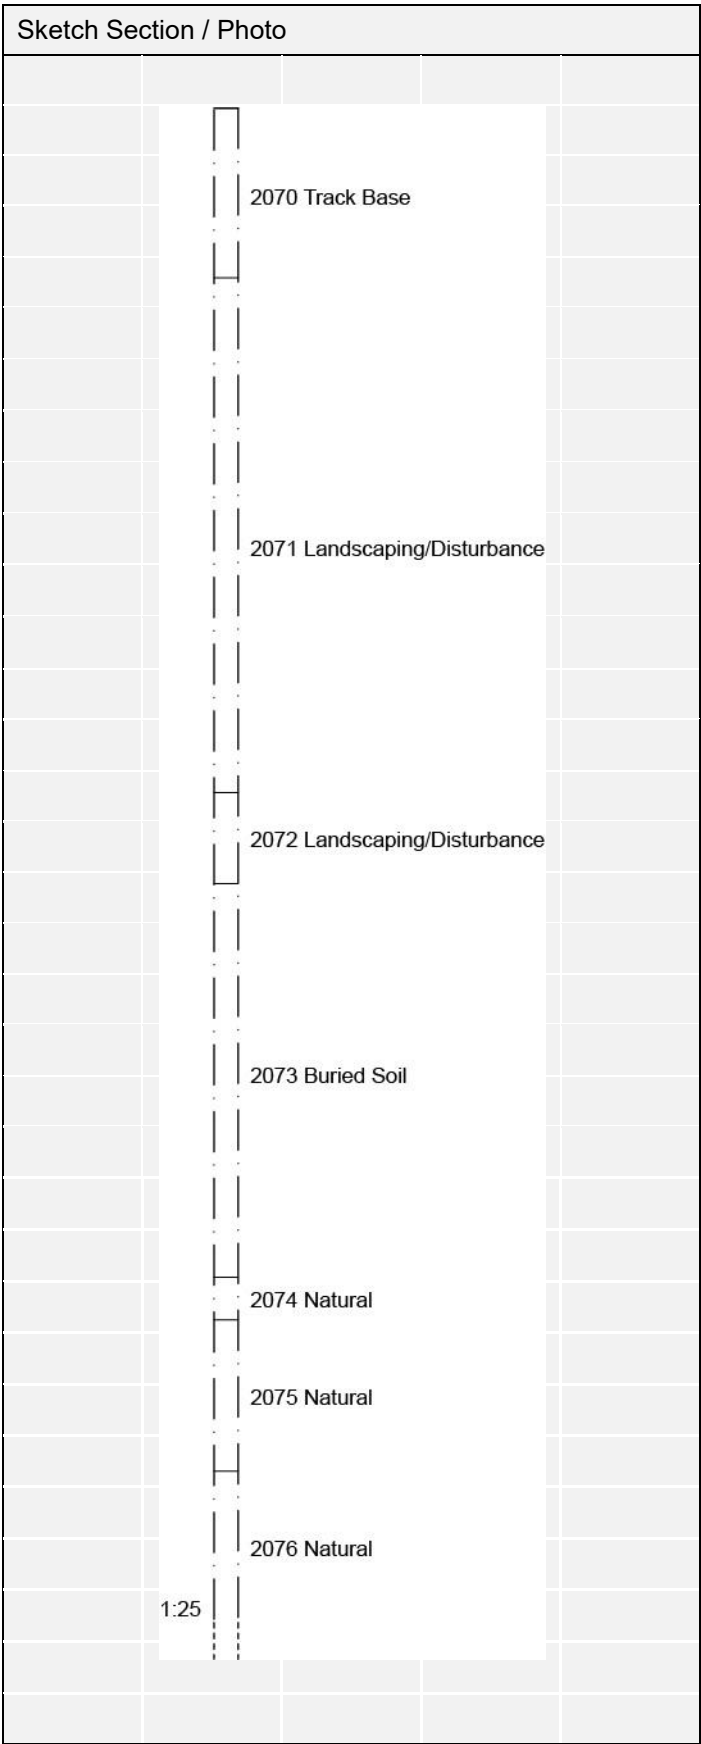 Sketch Section / Photo
2070 Track Base
2071 Landscaping/Disturbance
2072 Landscaping/Disturbance
2073 Buried Soil
2074 Natural
2075 Natural
2076 Natural
1:25